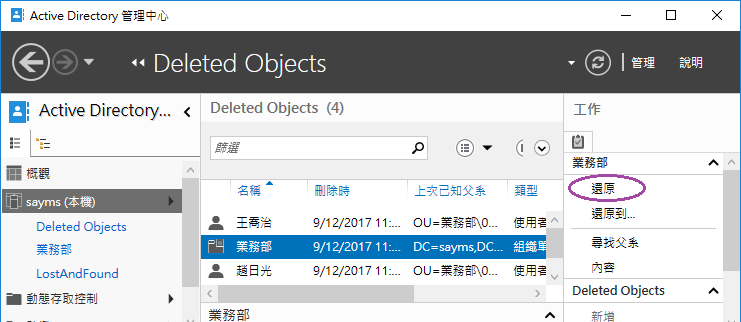 Active Directory 管理中心
Deleted Objects
管理
說明
Active Directory...
概觀
sayms (本機)
Deleted Objects
業務部
LostAndFound
動態存取控制
Deleted Objects (4)
篩選
名稱 刪除時 上次已知父系 類型
王喬治 9/12/2017 11:... OU=業務部\0... 使用者
業務部 9/12/2017 11:... DC=sayms,DC... 組織單
趙日光 9/12/2017 11:... OU=業務部\0... 使用者
業務部
工作
業務部
還原
還原到...
尋找父系
內容
Deleted Objects
新增